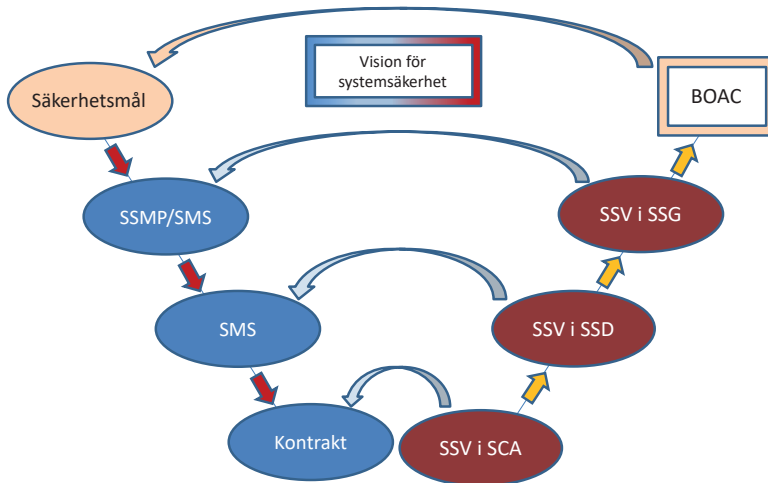 Vision för
systemsäkerhet
Säkerhetsmål
BOAC
SSMP/SMS
SSV i SSG
SMS
SSV i SSD
Kontrakt
SSV i SCA